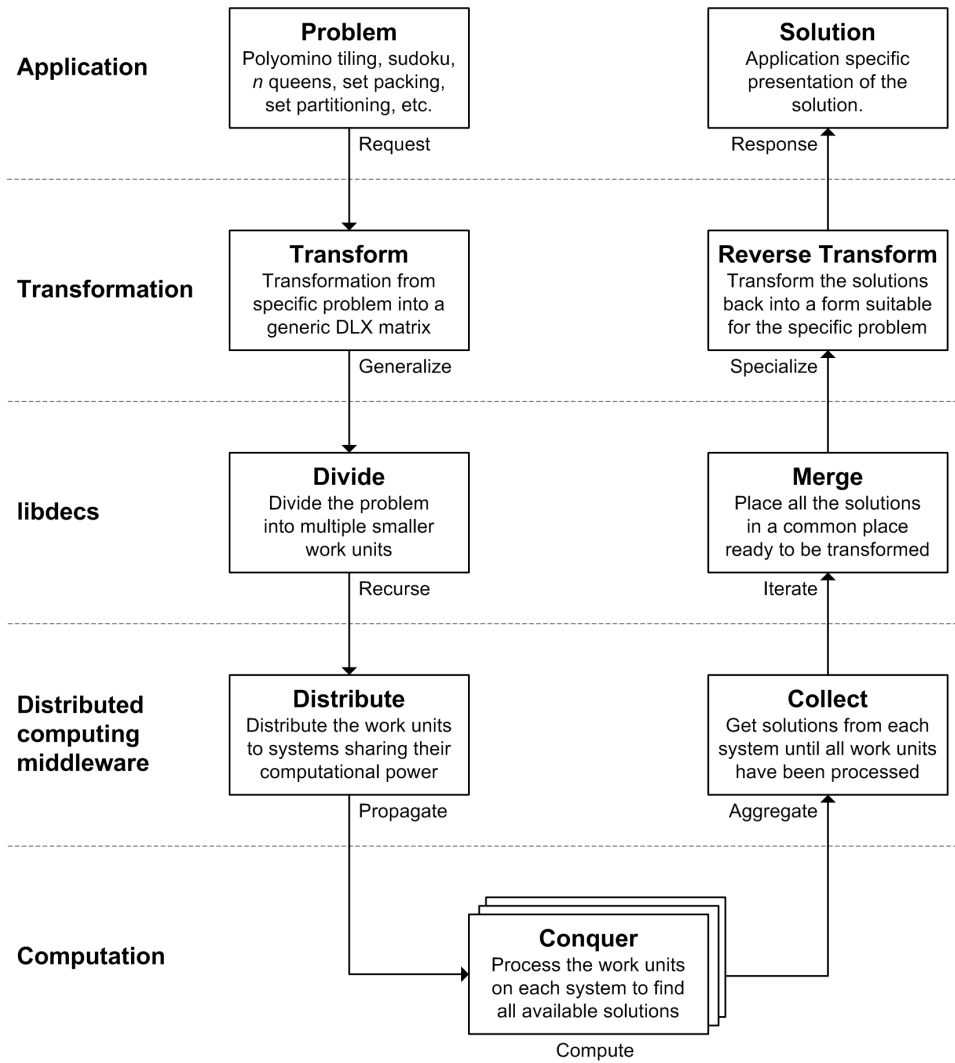 Application
Problem
Polyomino tiling, sudoku,
n queens, set packing,
set partitioning, etc.
Request
Solution
Application specific
presentation of the
solution.
Response
Transformation
Transform
Transformation from
specific problem into a
generic DLX matrix
Generalize
Reverse Transform
Transform the solutions
back into a form suitable
for the specific problem
Specialize
libdecs
Divide
Divide the problem
into multiple smaller
work units
Recurse
Merge
Place all the solutions
in a common place
ready to be transformed
Iterate
Distributed
computing
middleware
Distribute
Distribute the work units
to systems sharing their
computational power
Propagate
Collect
Get solutions from each
system until all work units
have been processed
Aggregate
Computation
Conquer
Process the work units
on each system to find
all available solutions
Compute